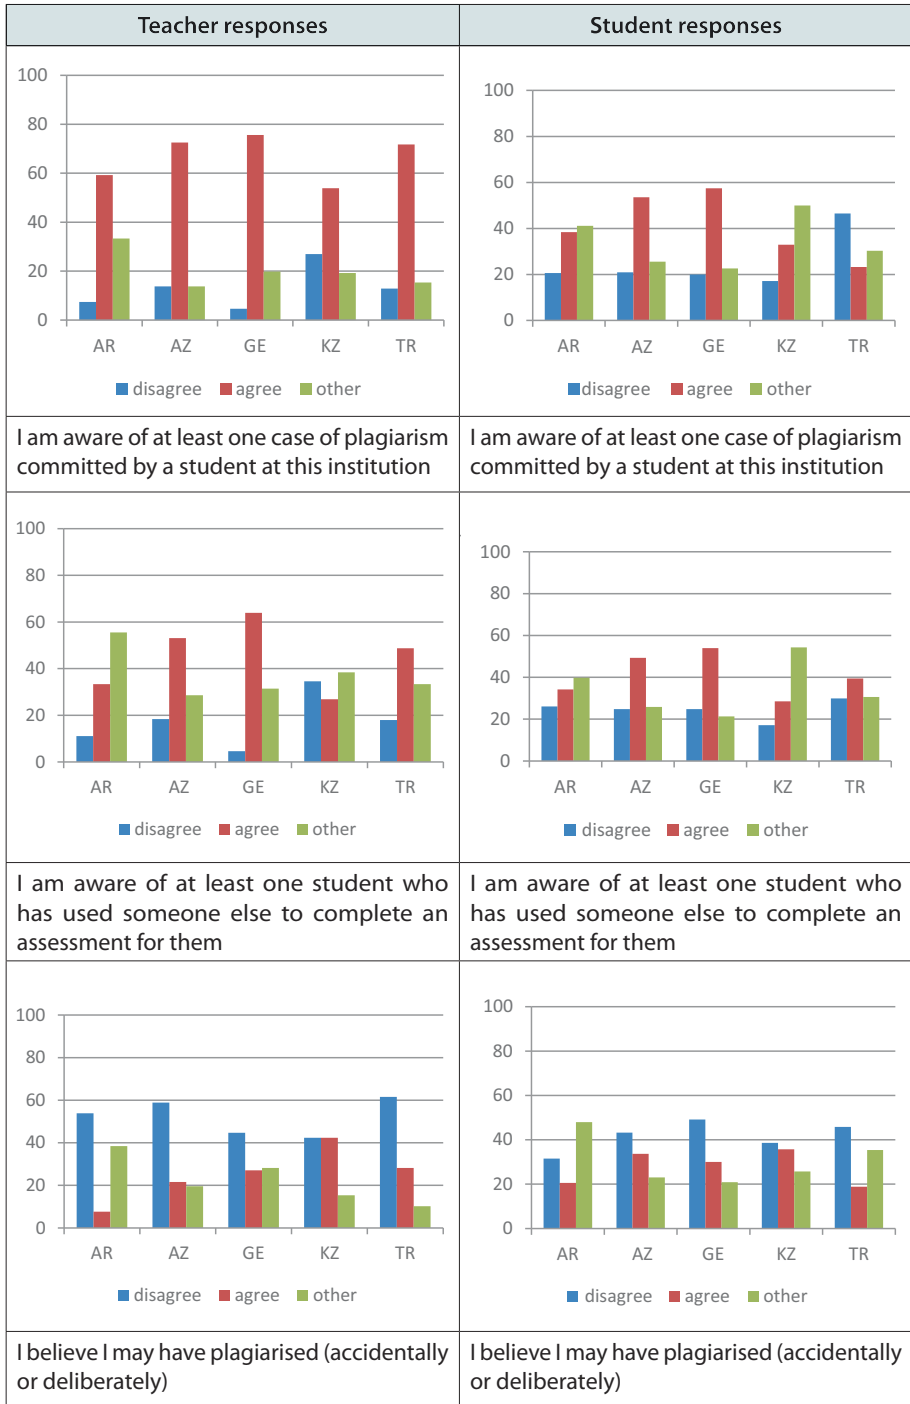 Teacher responses
Student responses
100
80
60
40
20
0
AR AZ GE KZ TR
disagree agree other
100
80
60
40
20
0
AR AZ GE KZ TR
disagree agree other
I am aware of at least one case of plagiarism
committed by a student at this institution
I am aware of at least one case of plagiarism
committed by a student at this institution
100
80
60
40
20
0
AR AZ GE KZ TR
disagree agree other
100
80
60
40
20
0
AR AZ GE KZ TR
disagree agree other
I am aware of at least one student who
has used someone else to complete an
assessment for them
I am aware of at least one student who
has used someone else to complete an
assessment for them
100
80
60
40
20
0
AR AZ GE KZ TR
disagree agree other
100
80
60
40
20
0
AR AZ GE KZ TR
disagree agree other
I believe I may have plagiarised (accidentally
or deliberately)
I believe I may have plagiarised (accidentally
or deliberately)